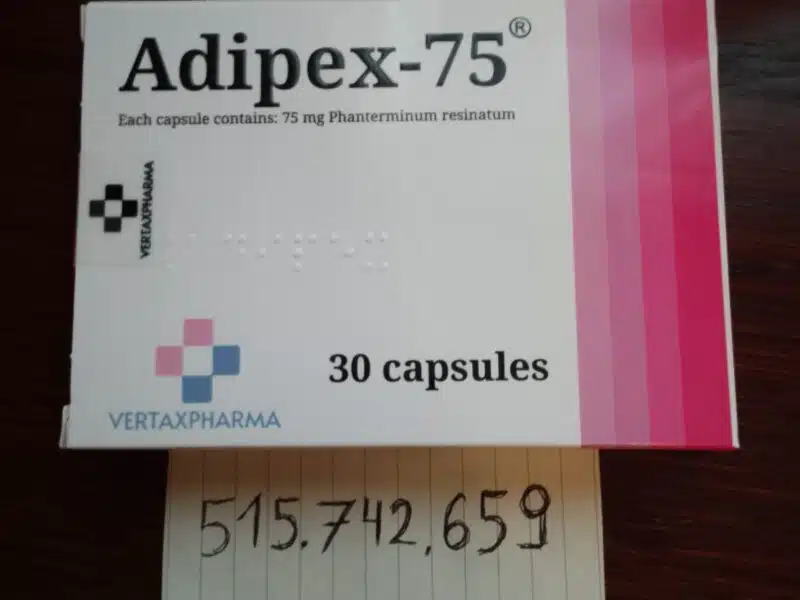 Adipex-75®
Each capsule contains: 75 mg Phanterminum resinatum
VERTAXPHARMA
30 capsules
VERTAXPHARMA
515.742.659